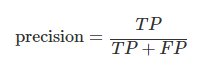 precision = TP / TP + FP